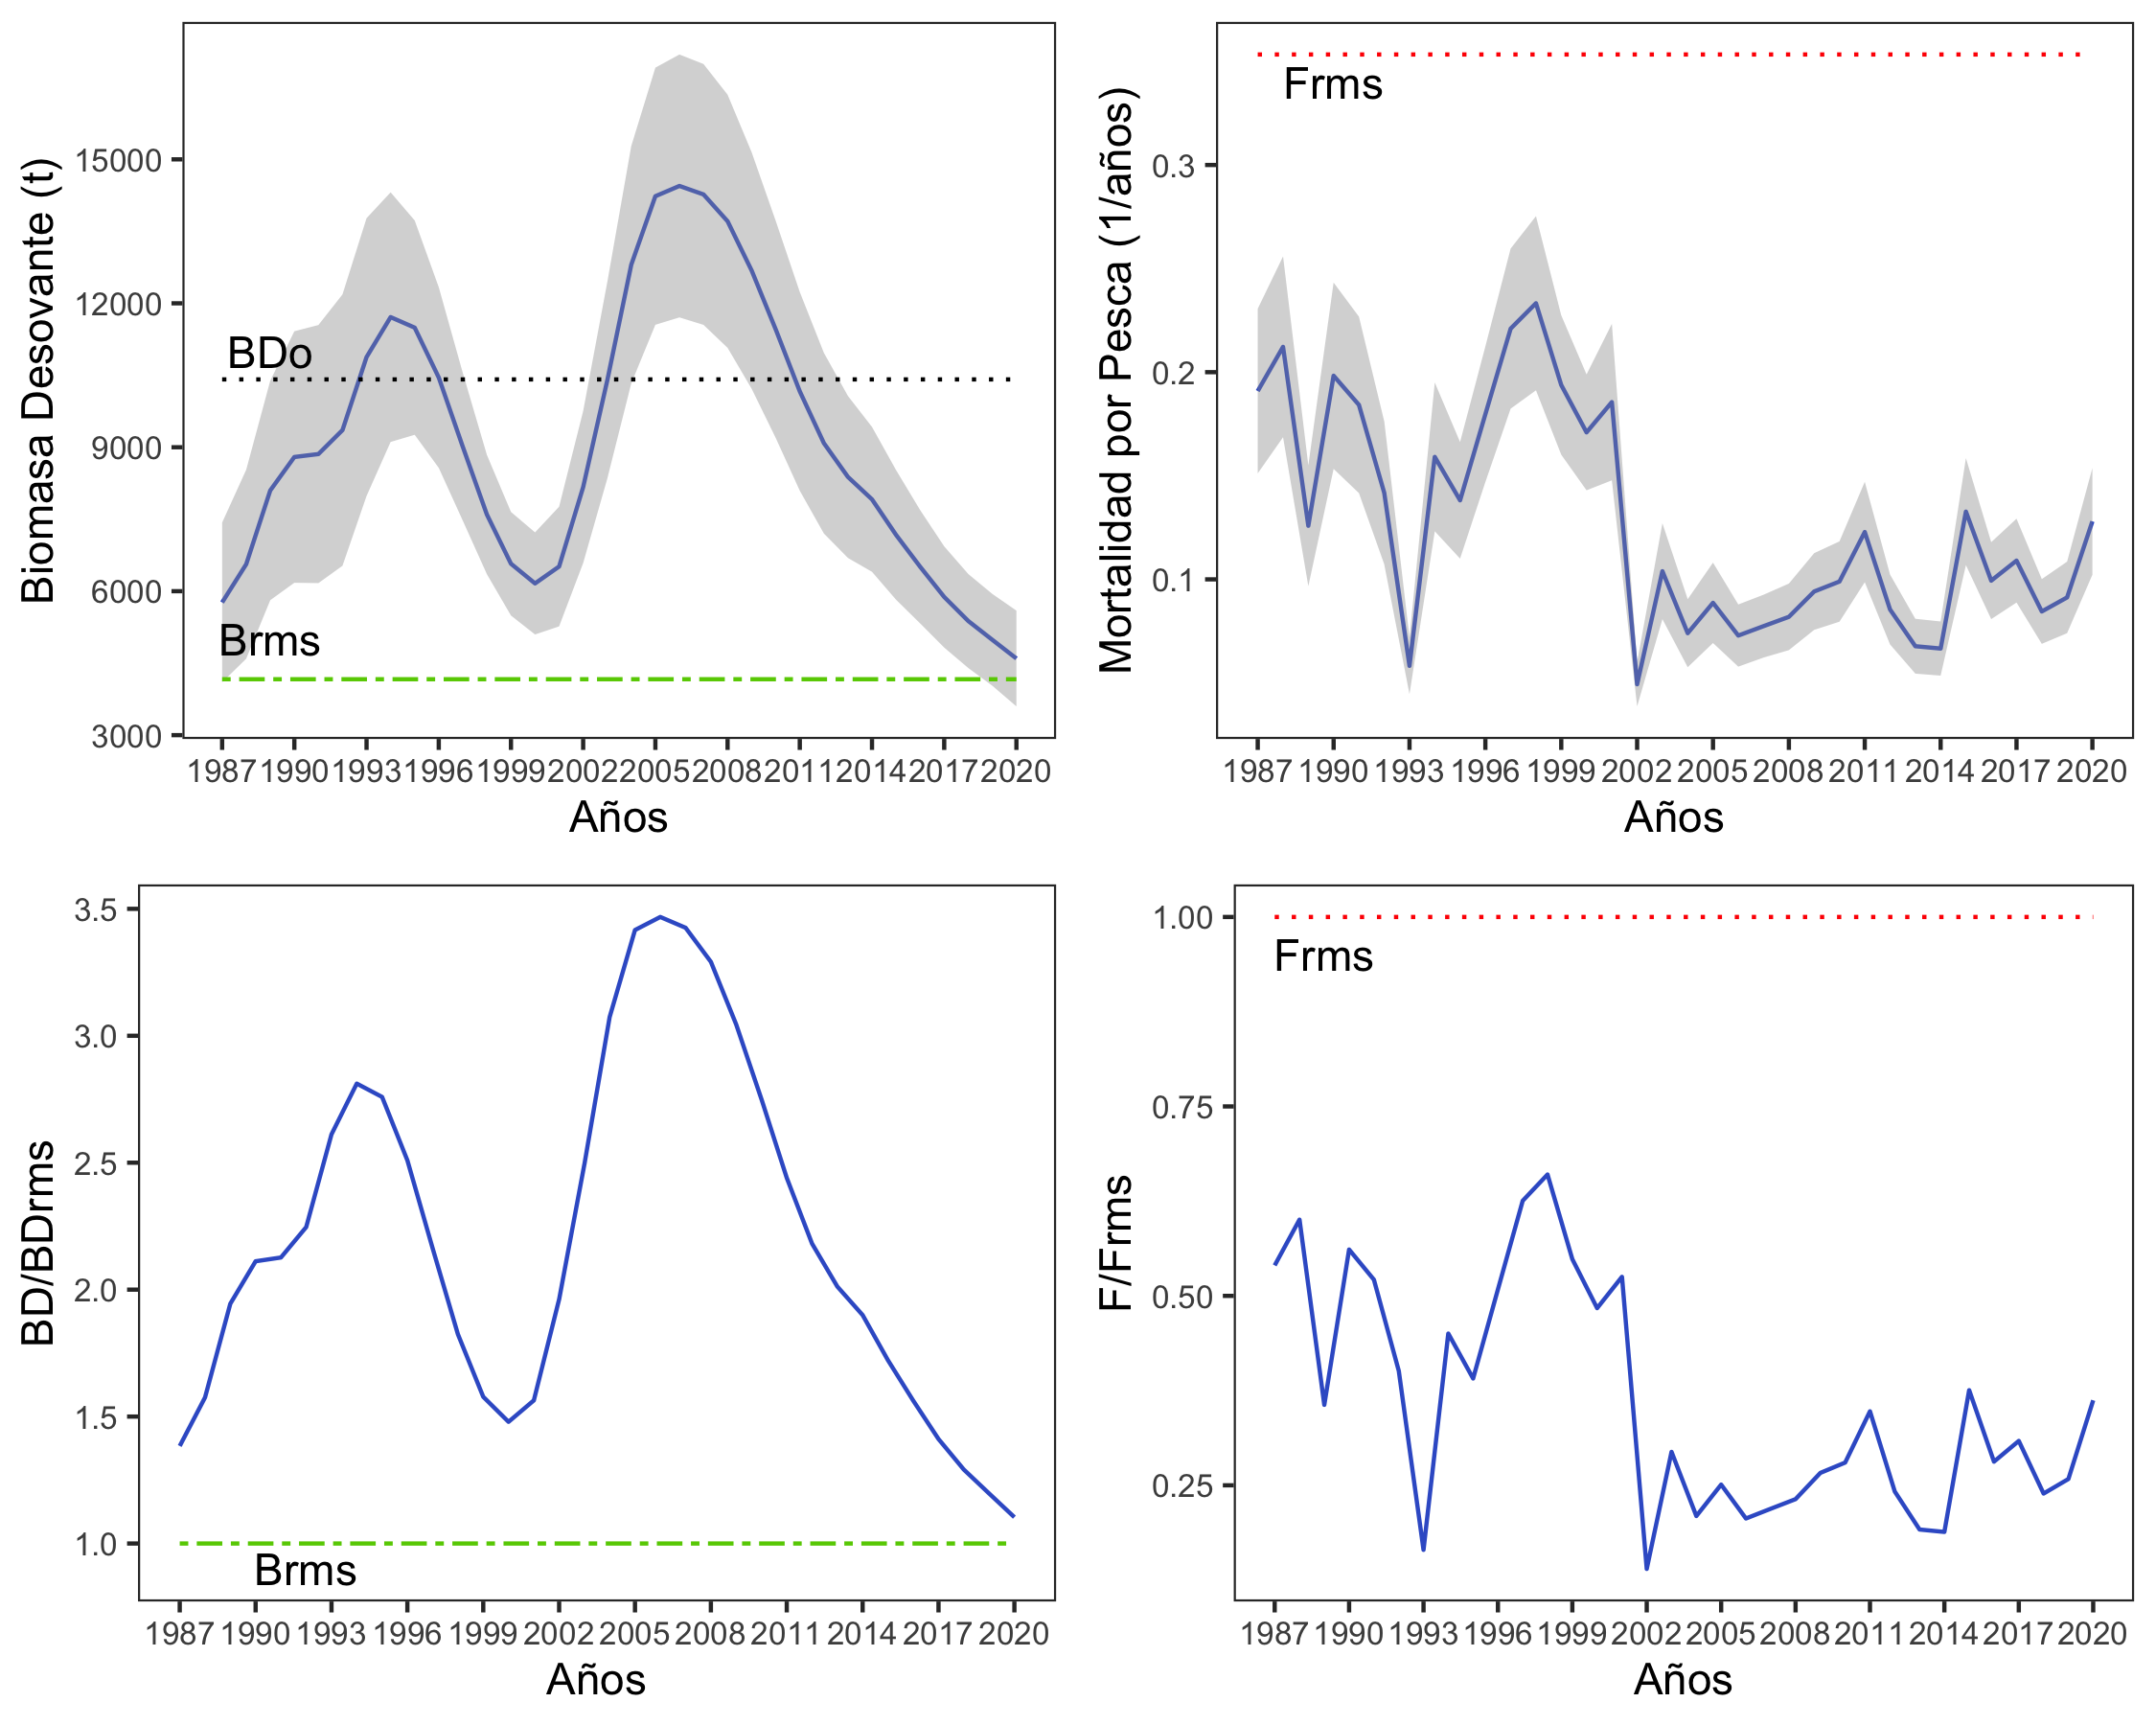 Biomasa Desovante (t)
15000
12000
9000
6000
3000
BDo
Brms
1987 1990 1993 1996 1999 2002 2005 2008 2011 2014 2017 2020
Años
Mortalidad por Pesca (1/años)
0.3
0.2
0.1
Frms
1987 1990 1993 1996 1999 2002 2005 2008 2011 2014 2017 2020
Años
BD/BDrms
3.5
3.0
2.5
2.0
1.5
1.0
Brms
1987 1990 1993 1996 1999 2002 2005 2008 2011 2014 2017 2020
Años
F/Frms
1.00
0.75
0.50
0.25
Frms
1987 1990 1993 1996 1999 2002 2005 2008 2011 2014 2017 2020
Años